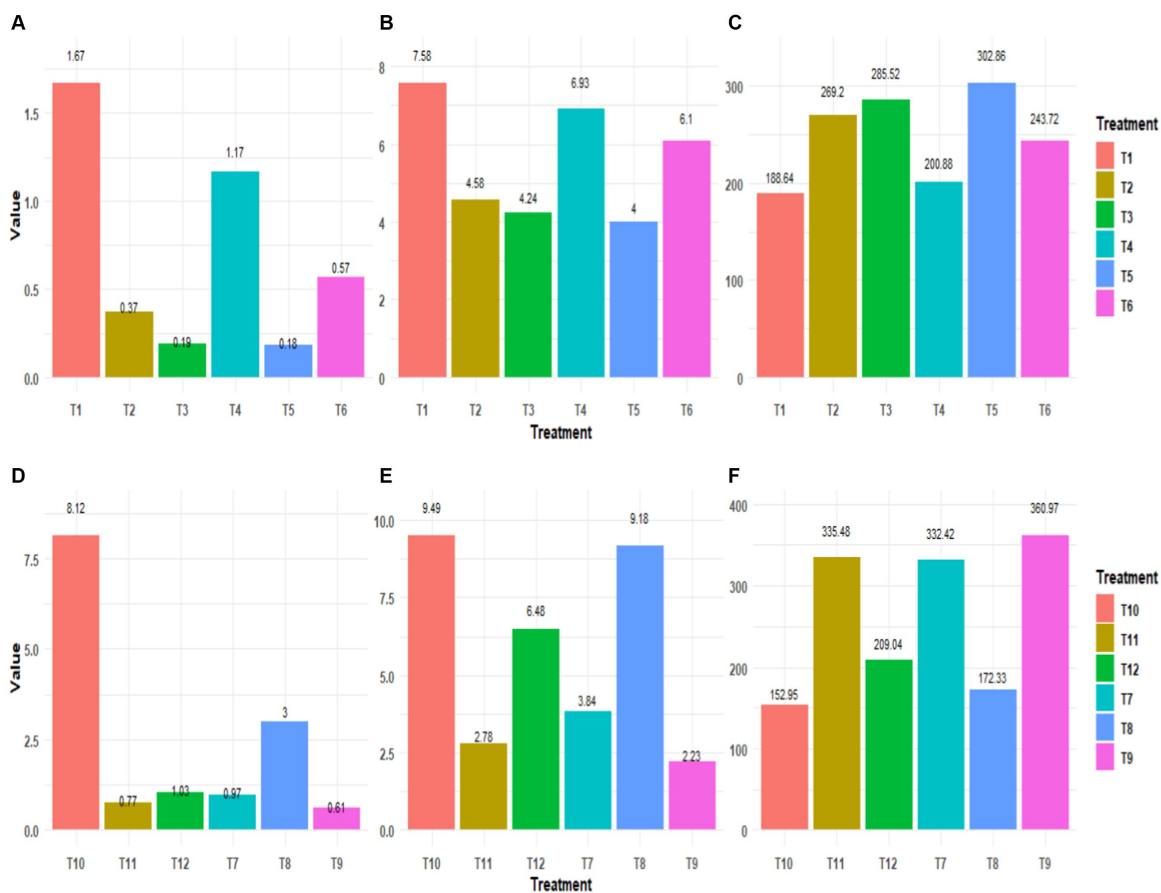 A
1.67
1.17
0.57
0.37
0.19
0.18
1.5
1.0
0.5
0.0
Value
T1 T2 T3 T4 T5 T6
B
7.58
6.93
6.1
4.58
4.24
4
8
6
4
2
0
T1 T2 T3 T4 T5 T6
Treatment
C
302.86
285.52
269.2
243.72
200.88
188.64
300
200
100
0
T1 T2 T3 T4 T5 T6
Treatment
T1
T2
T3
T4
T5
T6
D
8.12
3
0.77
1.03
0.97
0.61
7.5
5.0
2.5
0.0
Value
T10 T11 T12 T7 T8 T9
E
9.49
9.18
6.48
3.84
2.78
2.23
10.0
7.5
5.0
2.5
0.0
T10 T11 T12 T7 T8 T9
Treatment
F
360.97
335.48
332.42
209.04
172.33
152.95
400
300
200
100
0
T10 T11 T12 T7 T8 T9
Treatment
T10
T11
T12
T7
T8
T9